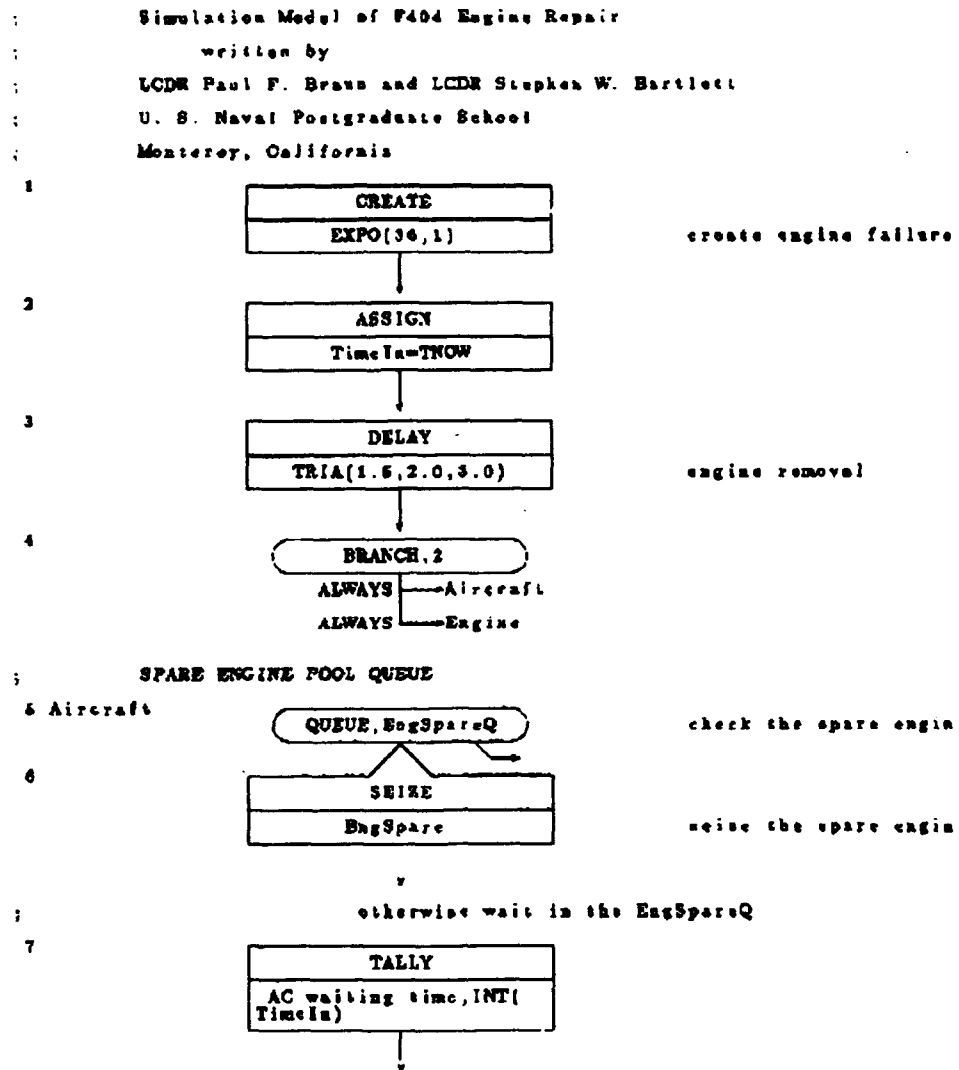 ; Simulation Model of F404 Engine Repair
; written by
; LCDR Paul F. Braun and LCDR Stephen W. Bartlett
; U. S. Naval Postgraduate School
; Monterey, California
1 CREATE
EXPO(36,1) create engine failure
2 ASSIGN
TimeIn=TNOW
3 DELAY
TRIA(1.5,2.0,3.0) engine removal
4 BRANCH,2
ALWAYS Aircraft
ALWAYS Engine
; SPARE ENGINE POOL QUEUE
5 Aircraft QUEUE,EngSpareQ check the spare engin
6 SEIZE
EngSpare seize the spare engin
; otherwise wait in the EngSpareQ
7 TALLY
AC waiting time,INT(
TimeIn)